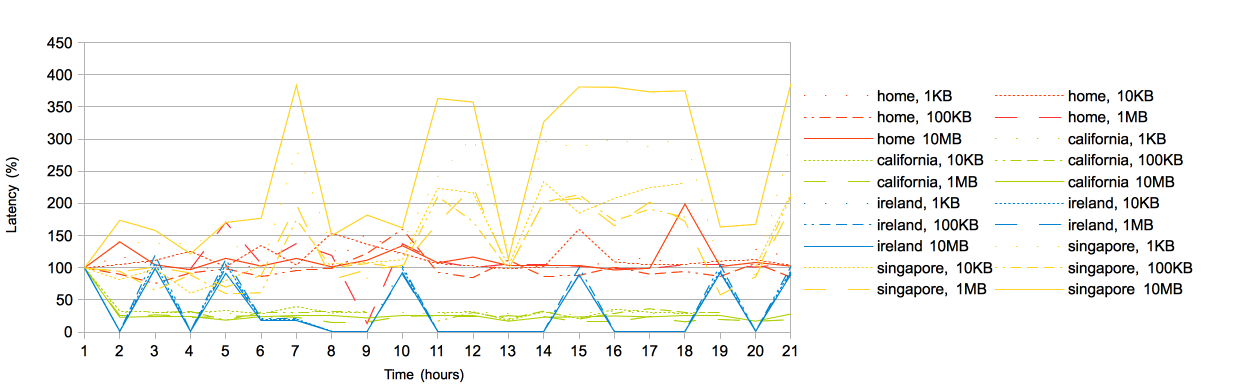 450
400
350
300
250
200
150
100
50
0
Latency (%)
1 2 3 4 5 6 7 8 9 10 11 12 13 14 15 16 17 18 19 20 21
Time (hours)
home, 1KB home, 10KB
home, 100KB home, 1MB
home 10MB california, 1KB
california, 10KB california, 100KB
california, 1MB california 10MB
ireland, 1KB ireland, 10KB
ireland, 100KB ireland, 1MB
ireland 10MB singapore, 1KB
singapore, 10KB singapore, 100KB
singapore, 1MB singapore 10MB